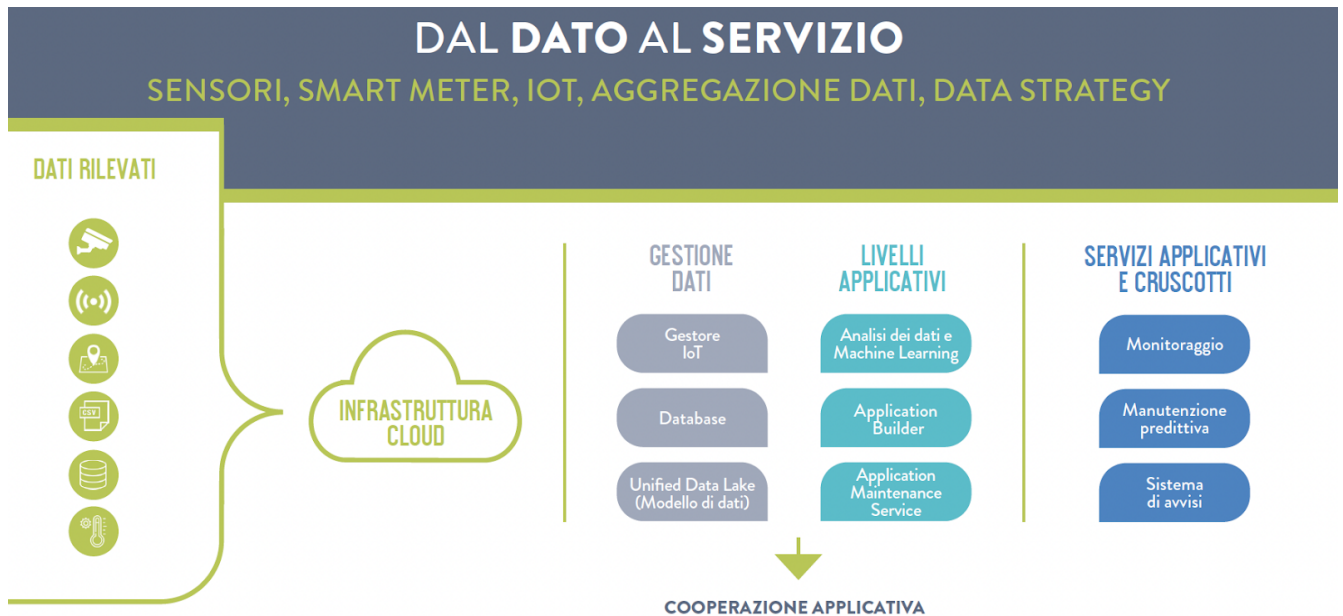 DAL DATO AL SERVIZIO
SENSORI, SMART METER, IOT, AGGREGAZIONE DATI, DATA STRATEGY
DATI RILEVATI
CSV
INFRASTRUTTURA
CLOUD
GESTIONE
DATI
Gestore
IoT
Database
Unified Data Lake
(Modello di dati)
LIVELLI
APPLICATIVI
Analisi dei dati e
Machine Learning
Application
Builder
Application
Maintenance
Service
SERVIZI APPLICATIVI
E CRUSCOTTI
Monitoraggio
Manutenzione
predittiva
Sistema
di avvisi
COOPERAZIONE APPLICATIVA